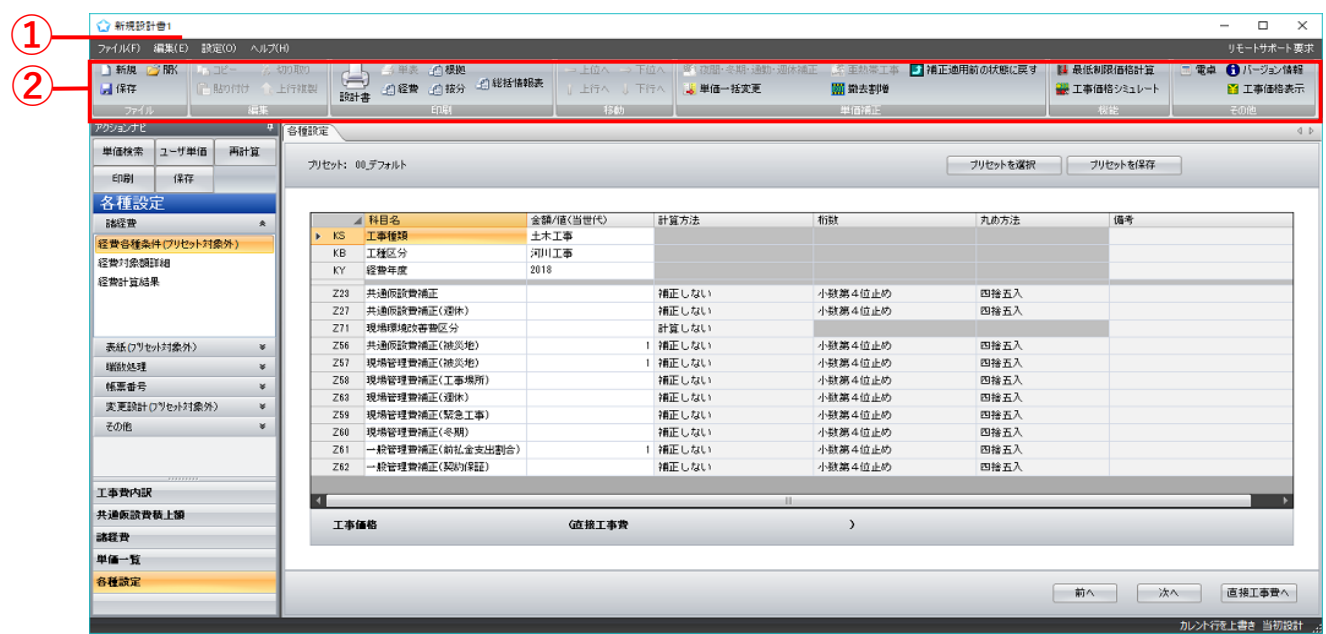 ① 新規設計書1
ファイル(F) 編集(E) 設定(O) ヘルプ(H) リモートサポート要求
②
新規 開く コピー 切り取り 単表 根拠 上位へ 下位へ 夜間・冬期・通勤・週休補正 重防帯工事 補正適用前の状態に戻す 最低制限価格計算 電卓 バージョン情報
保存 貼り付け 上行複製 設計書 経費 按分 総括情報表 上行へ 下行へ 単価一括変更 撤去割増 工事価格シミュレート 工事価格表示
ファイル 編集 印刷 移動 単価補正 機能 その他
アクションナビ 各種設定
単価検索 ユーザ単価 再計算
印刷 保存
プリセット: 00_デフォルト プリセットを選択 プリセットを保存
各種設定
諸経費
経費各種条件(プリセット対象外)
経費対象額詳細
経費計算結果
表紙(プリセット対象外)
端数処理
帳票番号
変更設計(プリセット対象外)
その他
工事費内訳
共通仮設費積上額
諸経費
単価一覧
各種設定
科目名 金額/値(当世代) 計算方法 桁数 丸め方法 備考
KS 工事種類 土木工事
KB 工種区分 河川工事
KY 経費年度 2018
Z23 共通仮設費補正 補正しない 小数第4位止め 四捨五入
Z27 共通仮設費補正(週休) 補正しない 小数第4位止め 四捨五入
Z71 現場環境改善費区分 計算しない
Z56 共通仮設費補正(被災地) 1 補正しない 小数第4位止め 四捨五入
Z57 現場管理費補正(被災地) 1 補正しない 小数第4位止め 四捨五入
Z58 現場管理費補正(工事場所) 補正しない 小数第4位止め 四捨五入
Z63 現場管理費補正(週休) 補正しない 小数第4位止め 四捨五入
Z59 現場管理費補正(緊急工事) 補正しない 小数第4位止め 四捨五入
Z60 現場管理費補正(冬期) 補正しない 小数第4位止め 四捨五入
Z61 一般管理費補正(前払金支出割合) 1 補正しない 小数第4位止め 四捨五入
Z62 一般管理費補正(契約保証) 補正しない 小数第4位止め 四捨五入
工事価格 (直接工事費 )
前へ 次へ 直接工事費へ
カレント行を上書き 当初設計